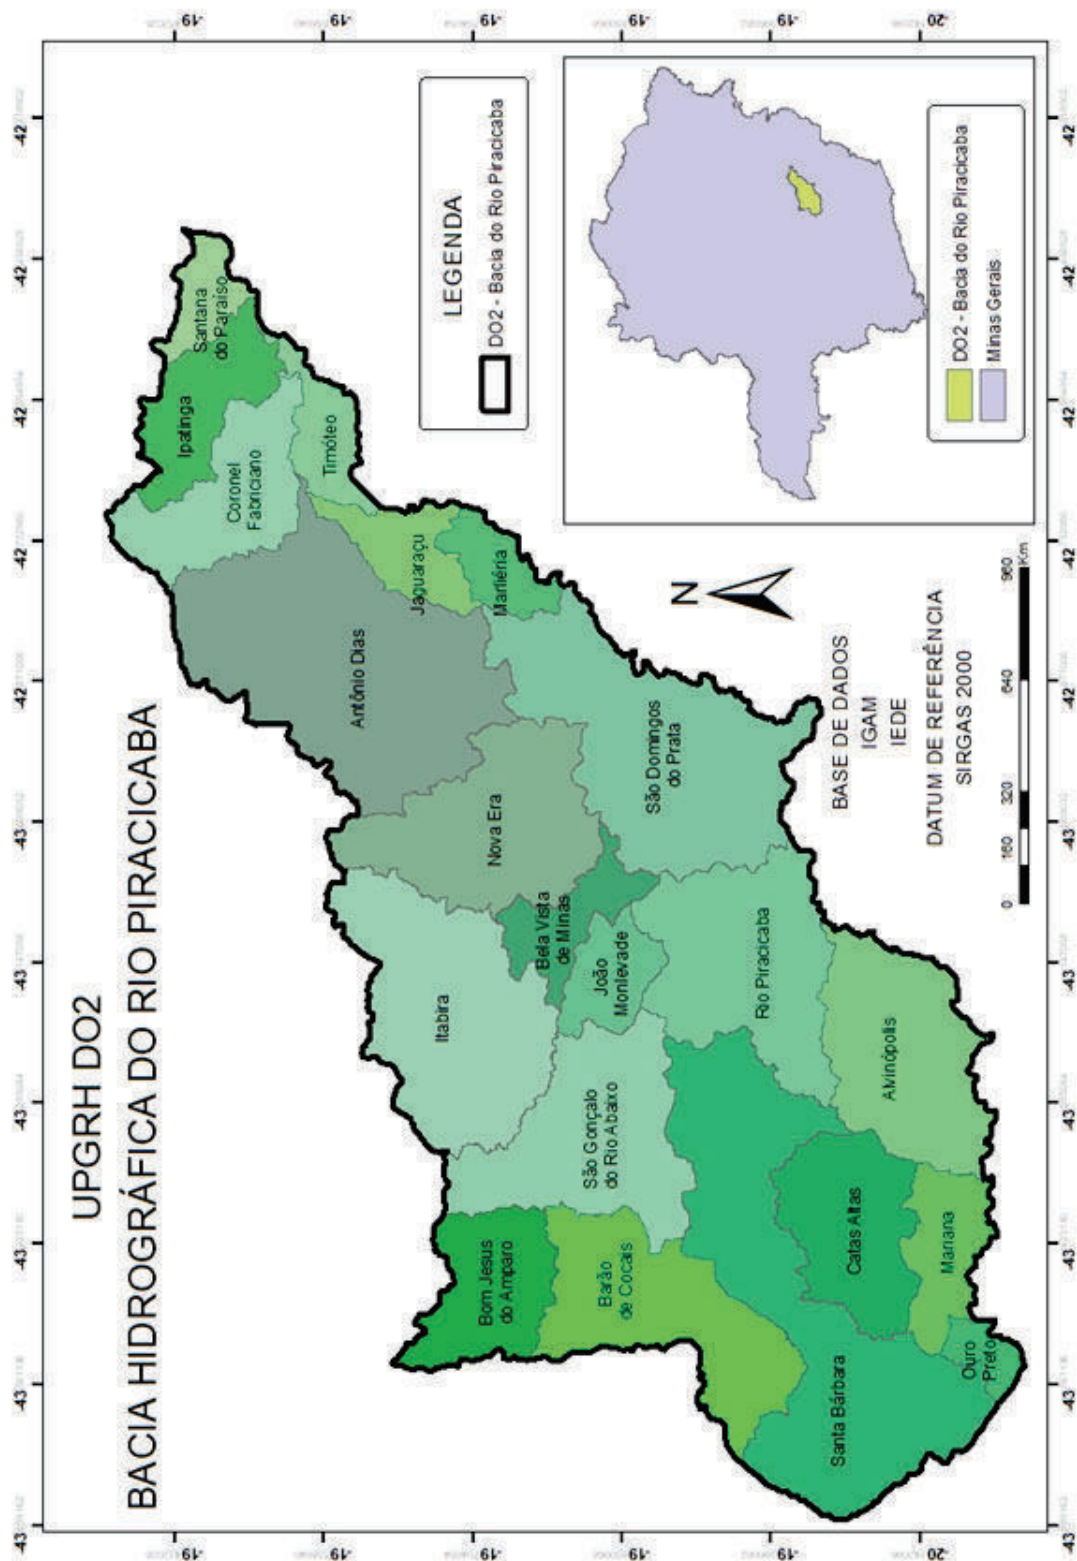 UPGRH DO2
BACIA HIDROGRÁFICA DO RIO PIRACICABA
Santana
do Paraíso
Ipatinga
Coronel
Fabriciano
Timóteo
Antônio Dias
Jaguaraçu
Marliéria
Nova Era
São Domingos
do Prata
Itabira
Bela Vista
de Minas
João
Monlevade
Rio Piracicaba
São Gonçalo
do Rio Abaixo
Alvinópolis
Bom Jesus
do Amparo
Barão
de Cocais
Catas Altas
Mariana
Santa Bárbara
Ouro
Preto
LEGENDA
DO2 - Bacia do Rio Piracicaba
N
BASE DE DADOS
IGAM
IEDE
DATUM DE REFERÊNCIA
SIRGAS 2000
0 160 320 640 960
Km
DO2 - Bacia do Rio Piracicaba
Minas Gerais